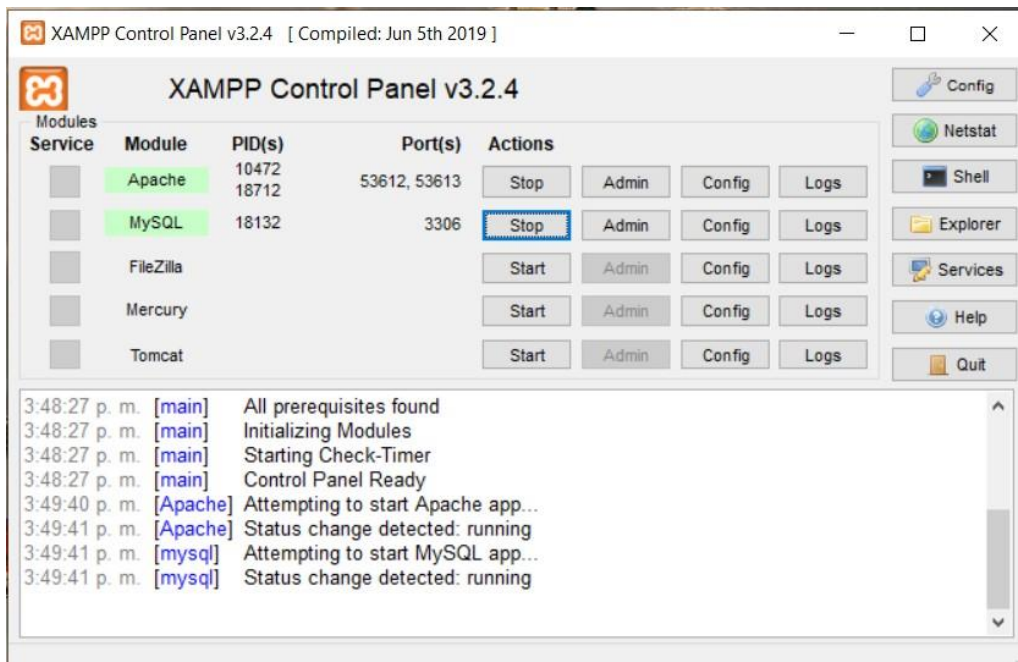 XAMPP Control Panel v3.2.4 [ Compiled: Jun 5th 2019 ]
XAMPP Control Panel v3.2.4
Config
Modules
Netstat
Service Module PID(s) Port(s) Actions
Apache 10472 18712 53612, 53613 Stop Admin Config Logs
Shell
MySQL 18132 3306 Stop Admin Config Logs
Explorer
FileZilla Start Admin Config Logs
Services
Mercury Start Admin Config Logs
Help
Tomcat Start Admin Config Logs
Quit
3:48:27 p. m. [main] All prerequisites found
3:48:27 p. m. [main] Initializing Modules
3:48:27 p. m. [main] Starting Check-Timer
3:48:27 p. m. [main] Control Panel Ready
3:49:40 p. m. [Apache] Attempting to start Apache app...
3:49:41 p. m. [Apache] Status change detected: running
3:49:41 p. m. [mysql] Attempting to start MySQL app...
3:49:41 p. m. [mysql] Status change detected: running